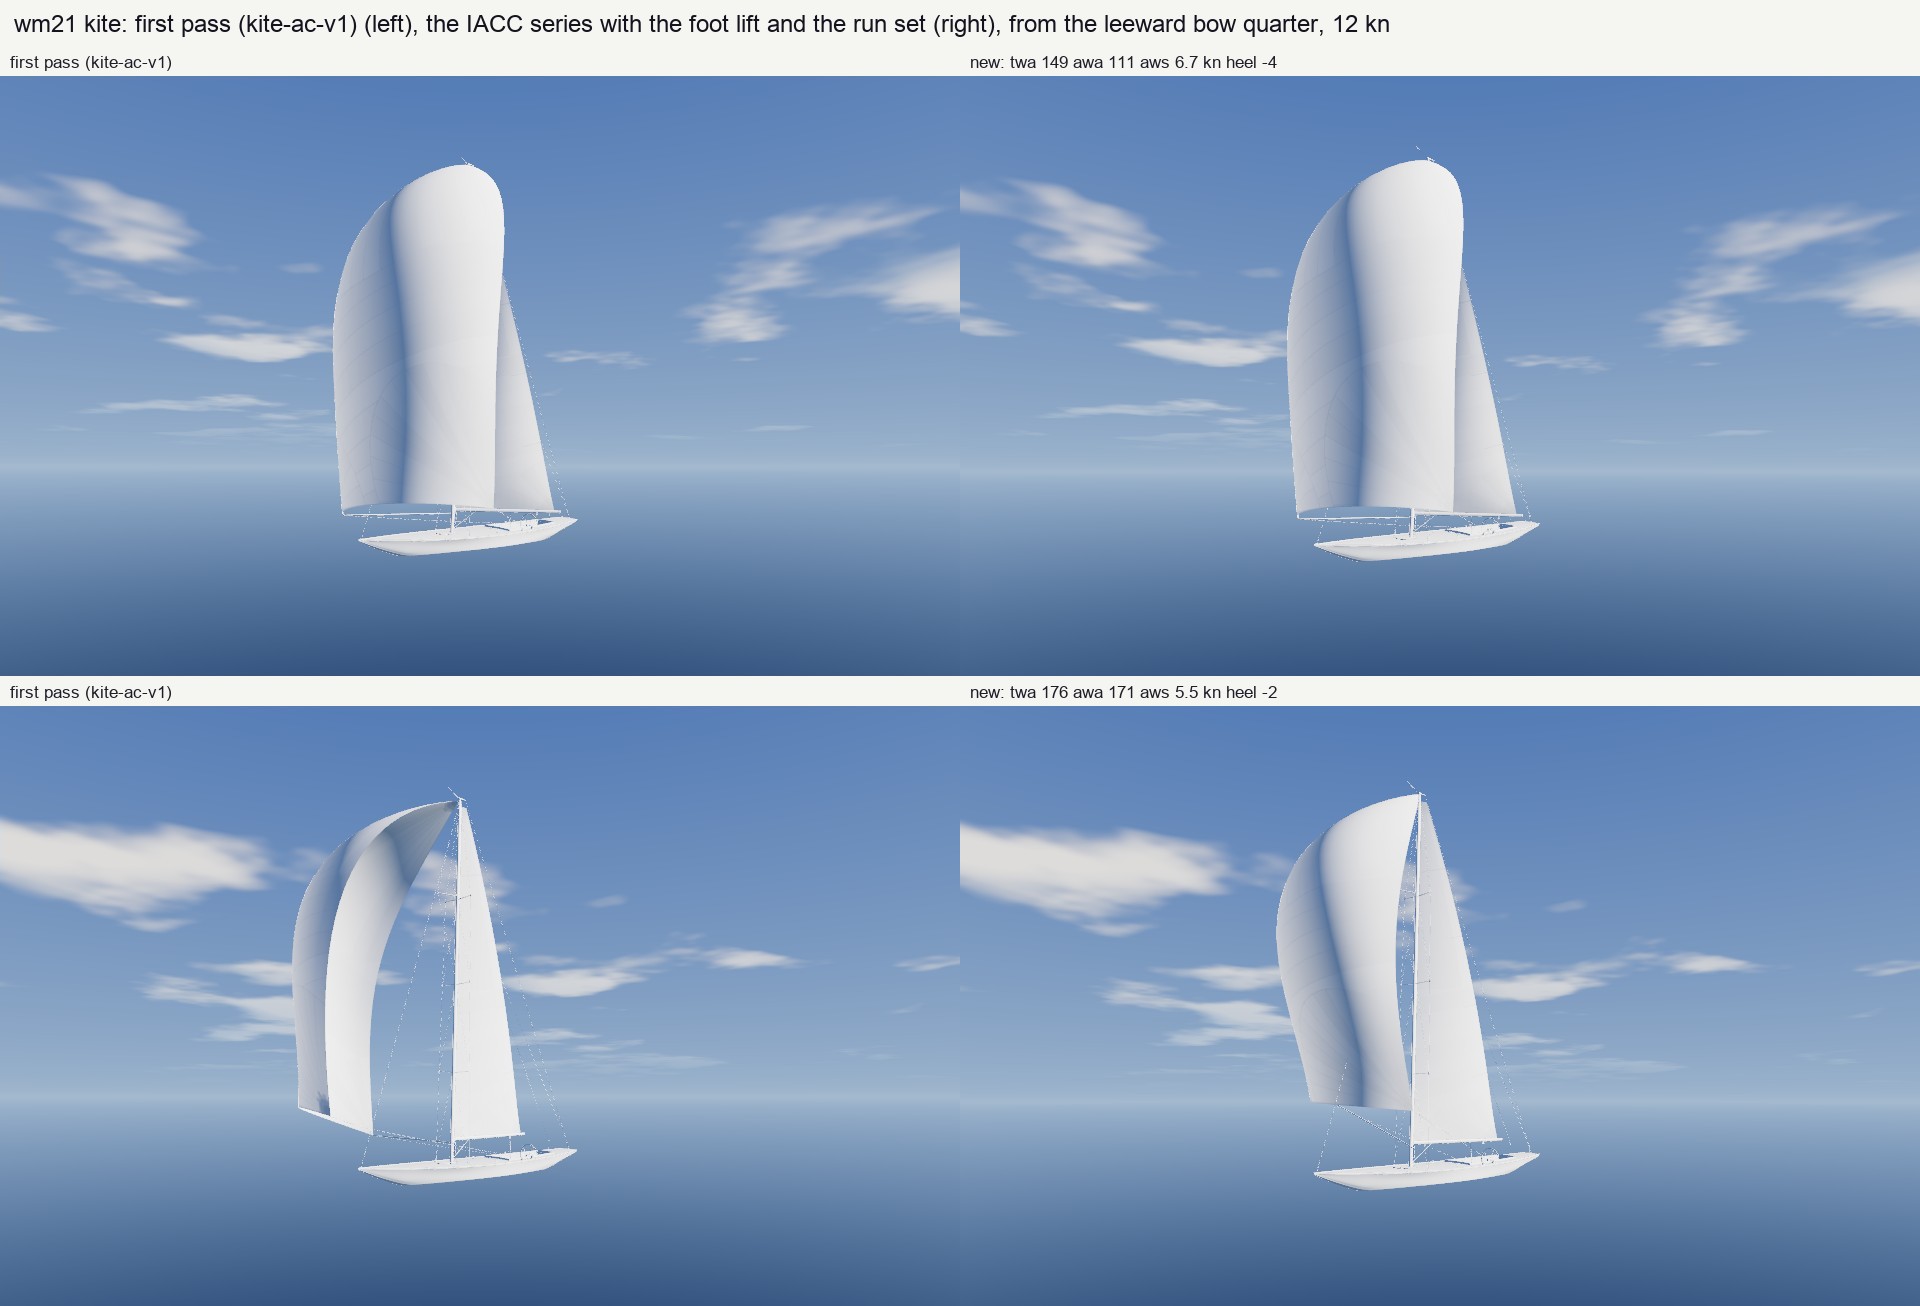 wm21 kite: first pass (kite-ac-v1) (left), the IACC series with the foot lift and the run set (right), from the leeward bow quarter, 12 kn
first pass (kite-ac-v1)
new: twa 149 awa 111 aws 6.7 kn heel -4
first pass (kite-ac-v1)
new: twa 176 awa 171 aws 5.5 kn heel -2